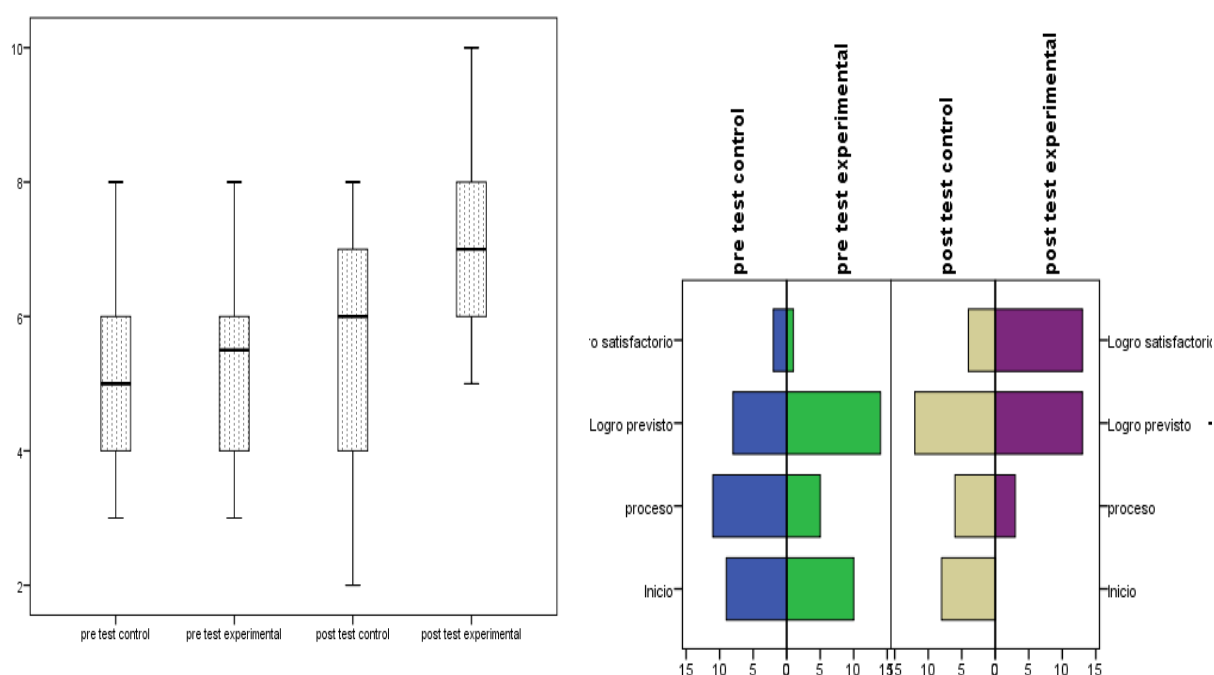 10
8
6
4
2
pre test control
pre test experimental
post test control
post test experimental
pre test control
pre test experimental
post test control
post test experimental
ro satisfactorio
Logro previsto
proceso
Inicio
Logro satisfactorio
Logro previsto
proceso
Inicio
15 10 5 0 5 10 15 10 5 0 5 10 15